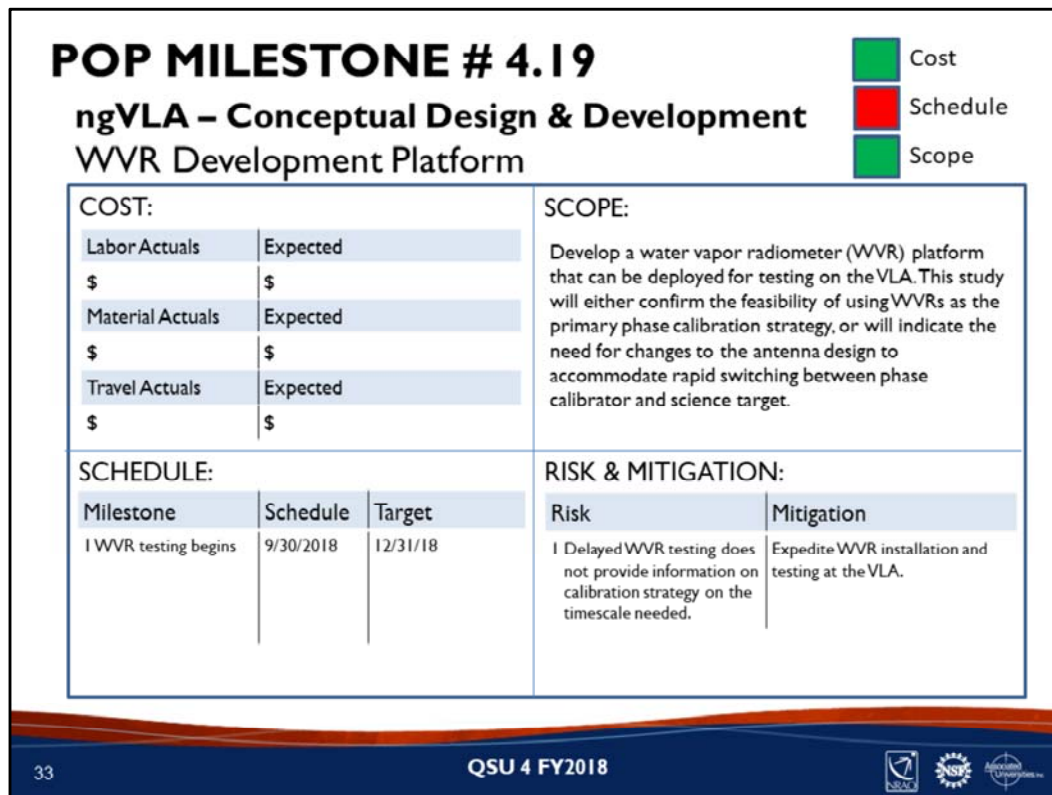 POP MILESTONE # 4.19
ngVLA – Conceptual Design & Development
WVR Development Platform
Cost
Schedule
Scope
COST:
Labor Actuals Expected
$ $
Material Actuals Expected
$ $
Travel Actuals Expected
$ $
SCOPE:
Develop a water vapor radiometer (WVR) platform
that can be deployed for testing on the VLA. This study
will either confirm the feasibility of using WVRs as the
primary phase calibration strategy, or will indicate the
need for changes to the antenna design to
accommodate rapid switching between phase
calibrator and science target.
SCHEDULE:
Milestone Schedule Target
1 WVR testing begins 9/30/2018 12/31/18
RISK & MITIGATION:
Risk Mitigation
1 Delayed WVR testing does Expedite WVR installation and
not provide information on testing at the VLA.
calibration strategy on the
timescale needed.
33
QSU 4 FY2018
NRAO
NSF
Associated
Universities Inc